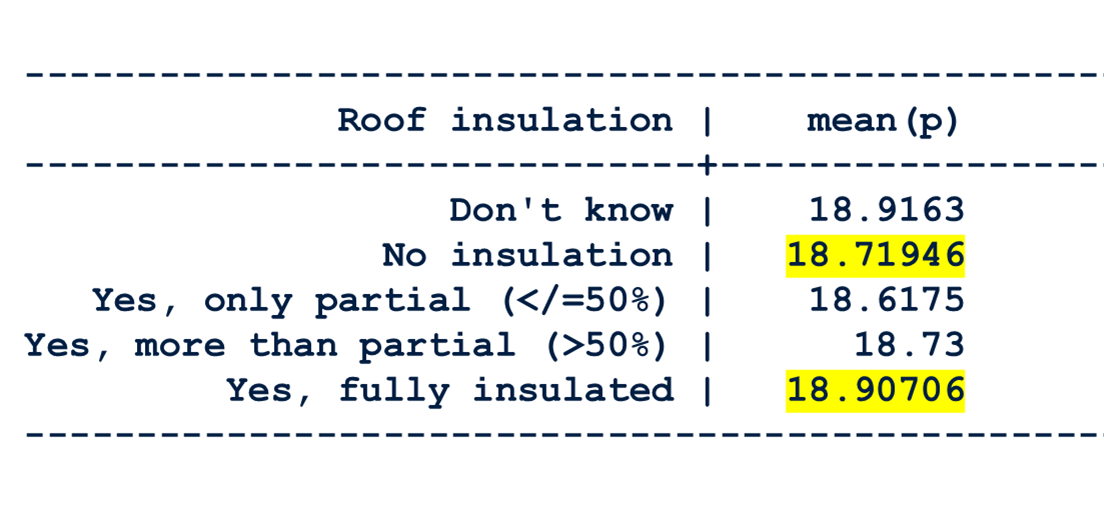 --------------------------------------------------
Roof insulation | mean(p)
------------------------------+-----------------
Don't know | 18.9163
No insulation | 18.71946
Yes, only partial (</=50%) | 18.6175
Yes, more than partial (>50%) | 18.73
Yes, fully insulated | 18.90706
--------------------------------------------------